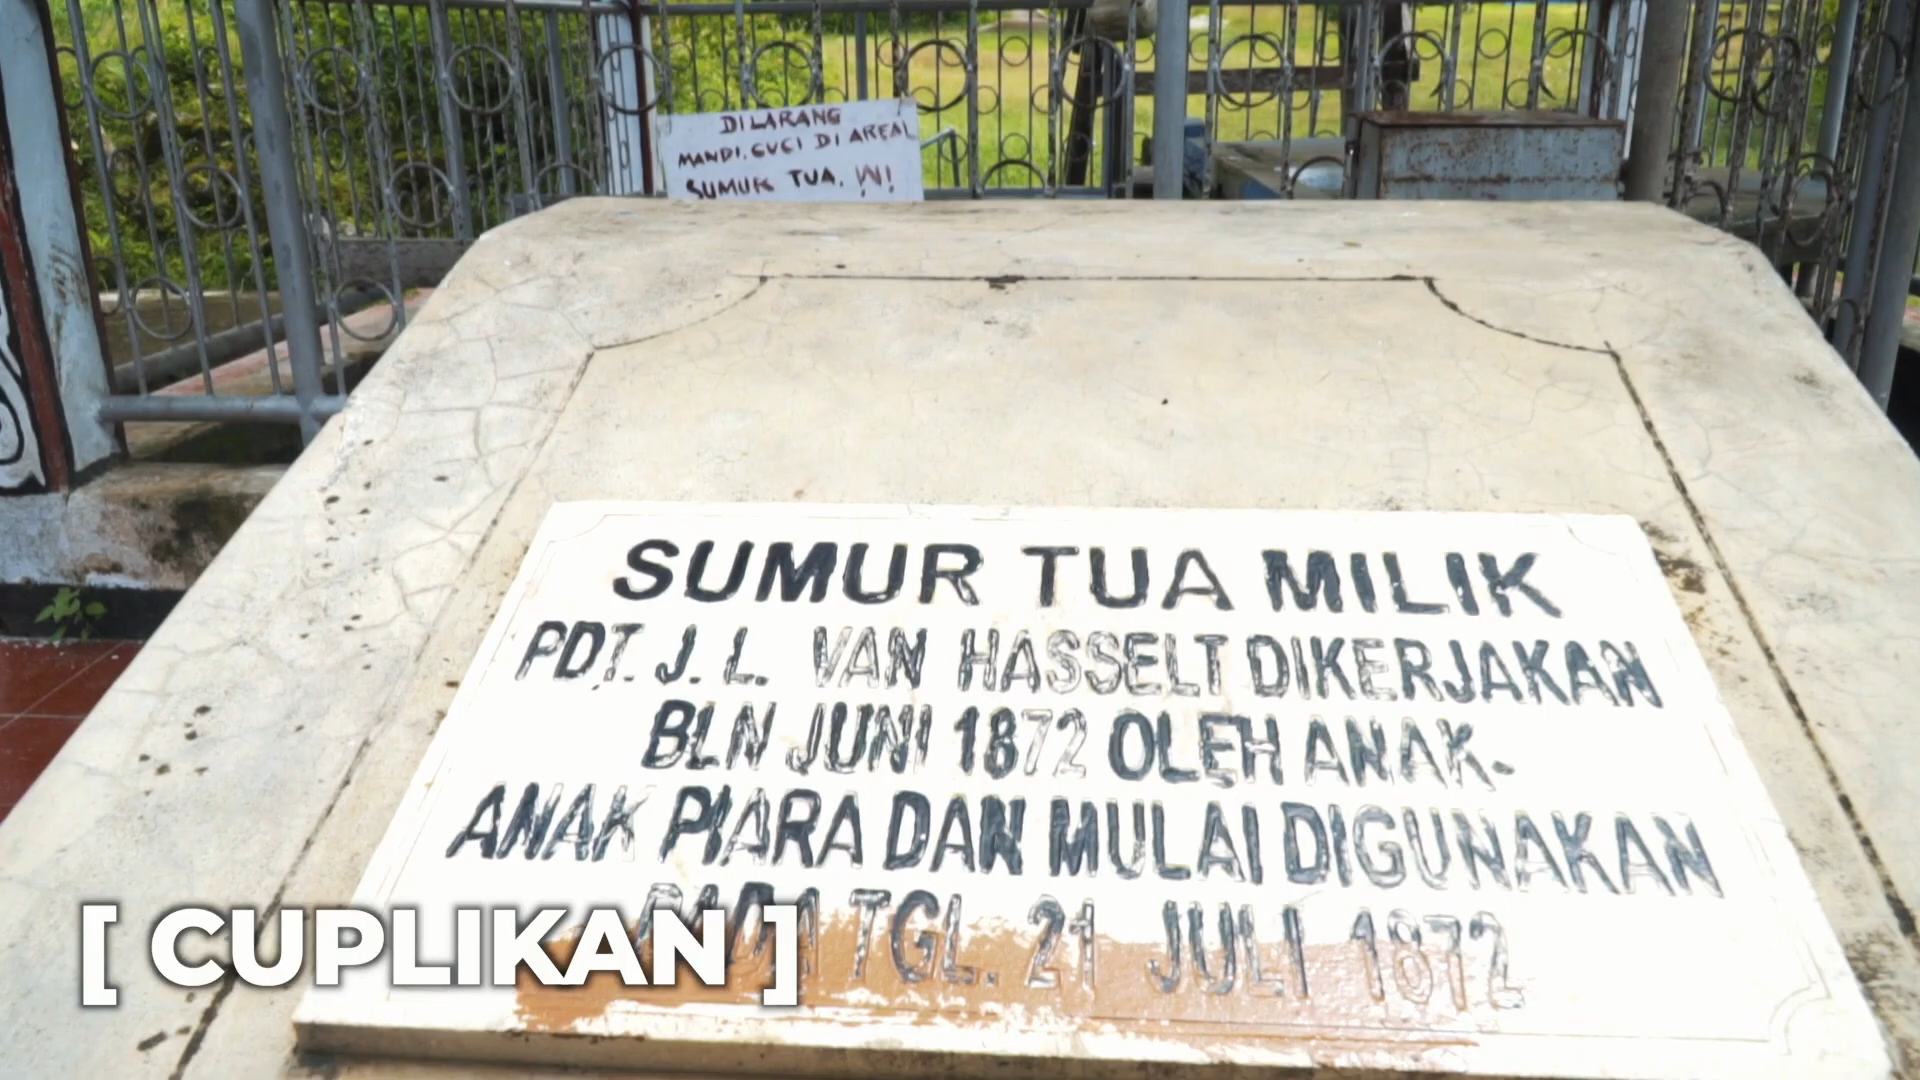 DILARANG
MANDI. CUCI DI AREAL
SUMUR TUA. !!!
SUMUR TUA MILIK
PDT. J. L. VAN HASSELT DIKERJAKAN
BLN JUNI 1872 OLEH ANAK-
ANAK PIARA DAN MULAI DIGUNAKAN
PADA TGL. 21 JULI 1872
[ CUPLIKAN ]